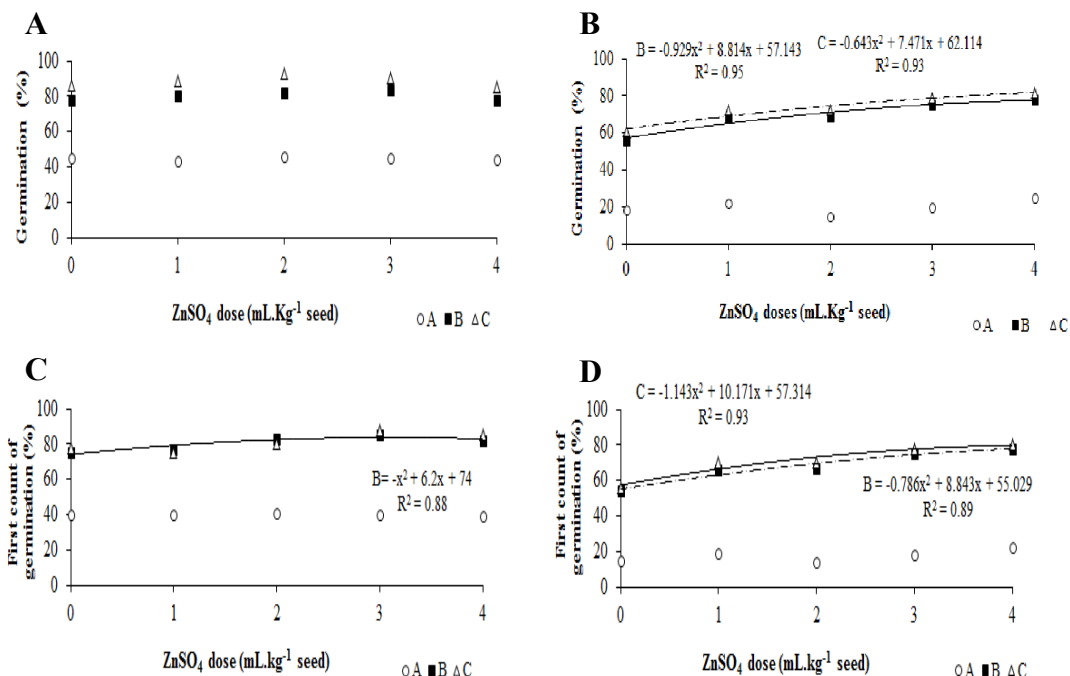 A
Germination (%)
100
80
60
40
20
0
0 1 2 3 4
ZnSO4 dose (mL.Kg-1 seed)
○A ■B △C
B
B = -0.929x² + 8.814x + 57.143
R² = 0.95
C = -0.643x² + 7.471x + 62.114
R² = 0.93
Germination (%)
100
80
60
40
20
0
0 1 2 3 4
ZnSO4 doses (mL.Kg-1 seed)
○A ■B △C
C
First count of
germination (%)
100
80
60
40
20
0
B= -x² + 6.2x + 74
R² = 0.88
0 1 2 3 4
ZnSO4 dose (mL.kg-1 seed)
○A ■B △C
D
C = -1.143x² + 10.171x + 57.314
R² = 0.93
First count of
germination (%)
100
80
60
40
20
0
B = -0.786x² + 8.843x + 55.029
R² = 0.89
0 1 2 3 4
ZnSO4 dose (mL.kg-1 seed)
○A ■B △C